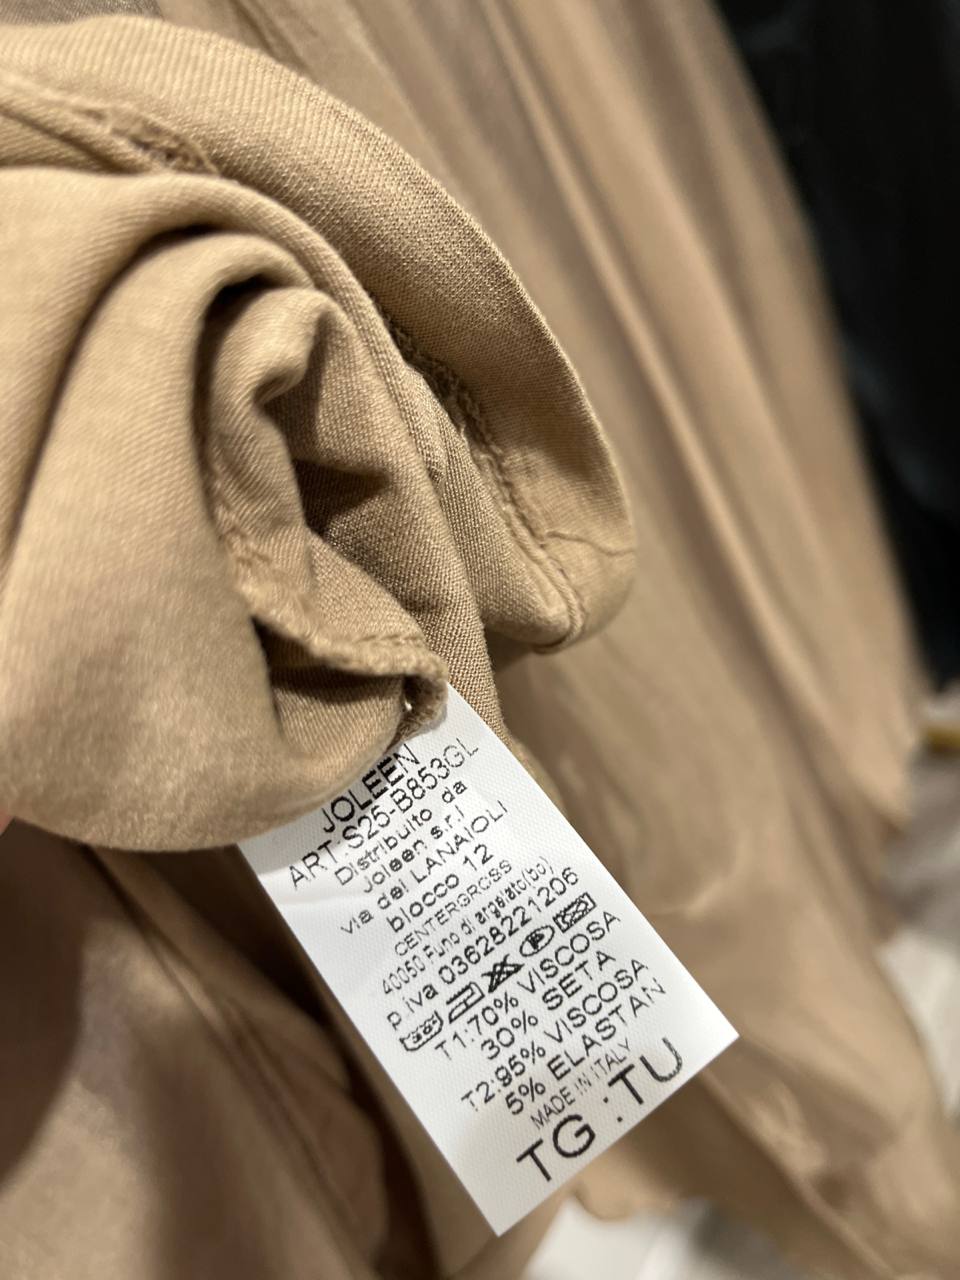 JOLEEN
ART.S25-B853GL
Distribuito da
Joleen s.r.l
via dei LANAIOLI
blocco 12
CENTERGROSS
40050 Funo di argelato(bo)
p.iva 03628221206
T1:70% VISCOSA
30% SETA
T2:95% VISCOSA
5% ELASTAN
MADE IN ITALY
TG :TU